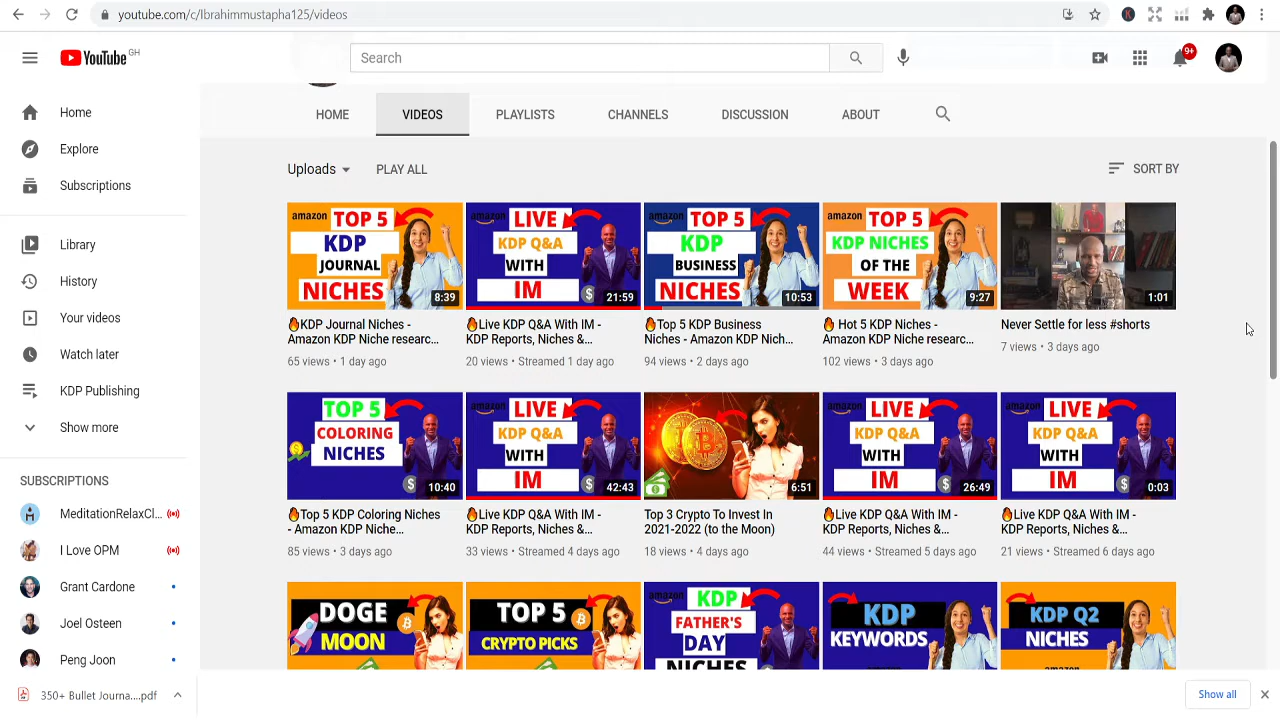 youtube.com/c/Ibrahimmustapha125/videos
YouTube GH
Search
9+
Home
Explore
Subscriptions
Library
History
Your videos
Watch later
KDP Publishing
Show more
SUBSCRIPTIONS
MeditationRelaxCl...
I Love OPM
Grant Cardone
Joel Osteen
Peng Joon
HOME
VIDEOS
PLAYLISTS
CHANNELS
DISCUSSION
ABOUT
Uploads
PLAY ALL
SORT BY
amazon TOP 5
KDP
JOURNAL
NICHES
8:39
🔥KDP Journal Niches -
Amazon KDP Niche researc...
65 views • 1 day ago
amazon LIVE
KDP Q&A
WITH
IM
$
21:59
🔥Live KDP Q&A With IM -
KDP Reports, Niches &...
20 views • Streamed 1 day ago
amazon TOP 5
KDP
BUSINESS
NICHES
10:53
🔥Top 5 KDP Business
Niches - Amazon KDP Nich...
94 views • 2 days ago
amazon TOP 5
KDP NICHES
OF THE
WEEK
9:27
🔥 Hot 5 KDP Niches -
Amazon KDP Niche researc...
102 views • 3 days ago
1:01
Never Settle for less #shorts
7 views • 3 days ago
TOP 5
COLORING
NICHES
$
10:40
🔥Top 5 KDP Coloring Niches
- Amazon KDP Niche...
85 views • 3 days ago
amazon LIVE
KDP Q&A
WITH
IM
$
42:43
🔥Live KDP Q&A With IM -
KDP Reports, Niches &...
33 views • Streamed 4 days ago
6:51
Top 3 Crypto To Invest In
2021-2022 (to the Moon)
18 views • 4 days ago
amazon LIVE
KDP Q&A
WITH
IM
$
26:49
🔥Live KDP Q&A With IM -
KDP Reports, Niches &...
44 views • Streamed 5 days ago
amazon LIVE
KDP Q&A
WITH
IM
$
0:03
🔥Live KDP Q&A With IM -
KDP Reports, Niches &...
21 views • Streamed 6 days ago
DOGE
MOON
TOP 5
CRYPTO PICKS
amazon KDP
FATHER'S
DAY
NICHES
KDP
KEYWORDS
KDP Q2
NICHES
350+ Bullet Journa....pdf
Show all